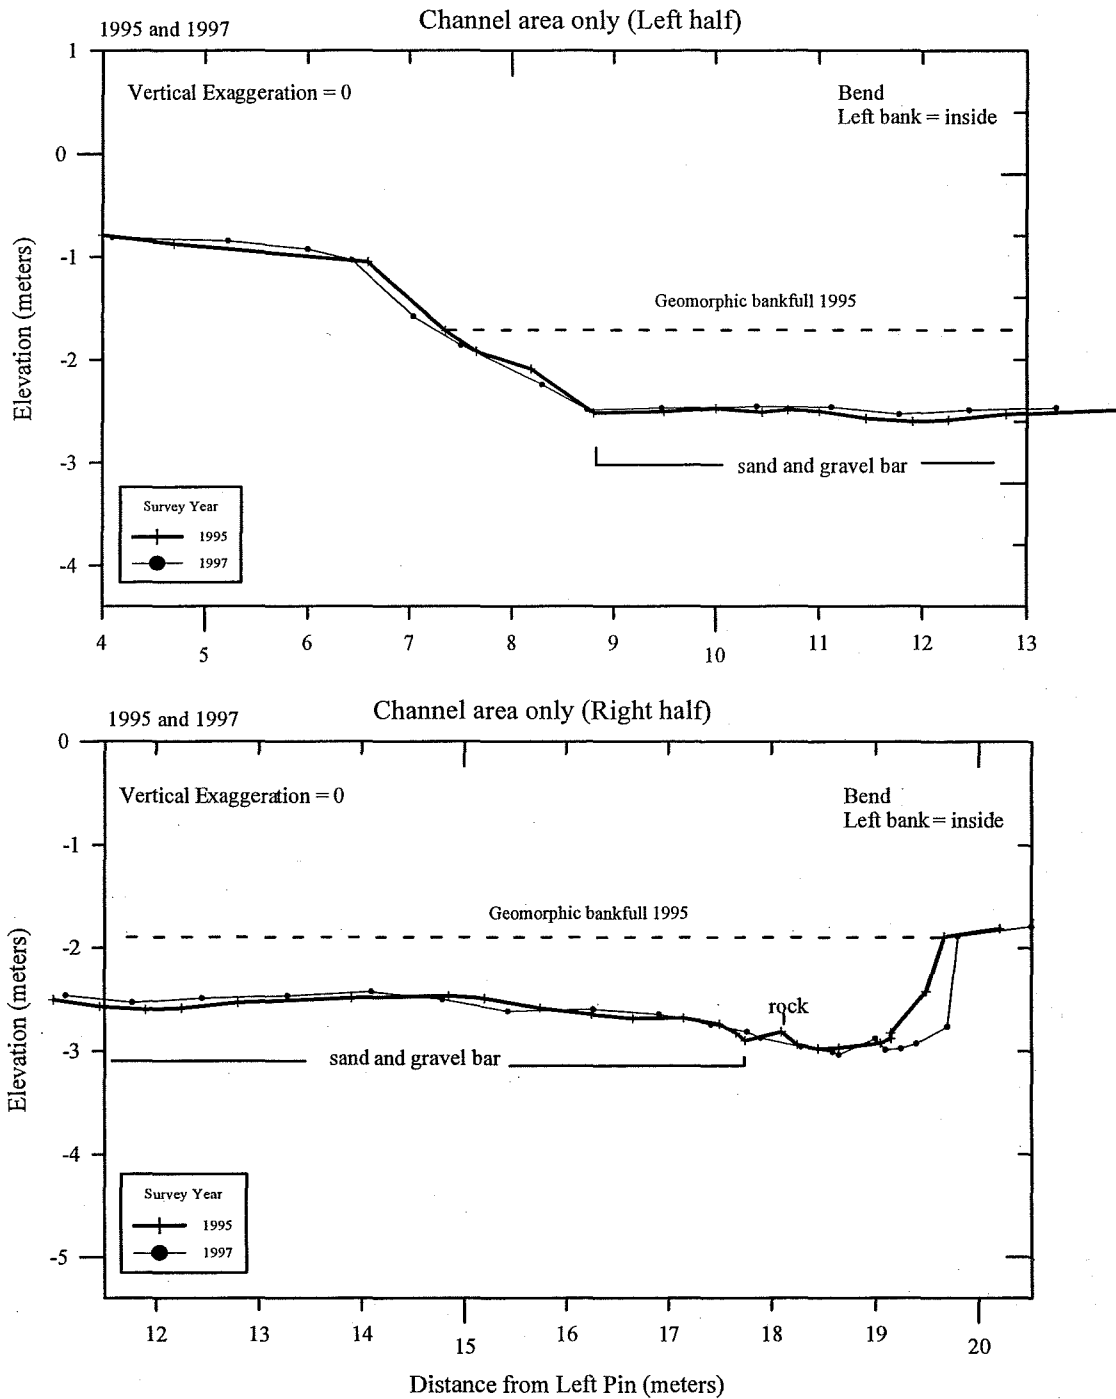 Channel area only (Left half)
1995 and 1997
1
Vertical Exaggeration = 0
Bend
Left bank = inside
0
-1
Elevation (meters)
Geomorphic bankfull 1995
-2
-3
sand and gravel bar
Survey Year
1995
1997
-4
4 5 6 7 8 9 10 11 12 13
Channel area only (Right half)
1995 and 1997
0
Vertical Exaggeration = 0
Bend
Left bank = inside
-1
Geomorphic bankfull 1995
-2
Elevation (meters)
rock
-3
sand and gravel bar
-4
Survey Year
1995
1997
-5
12 13 14 15 16 17 18 19 20
Distance from Left Pin (meters)